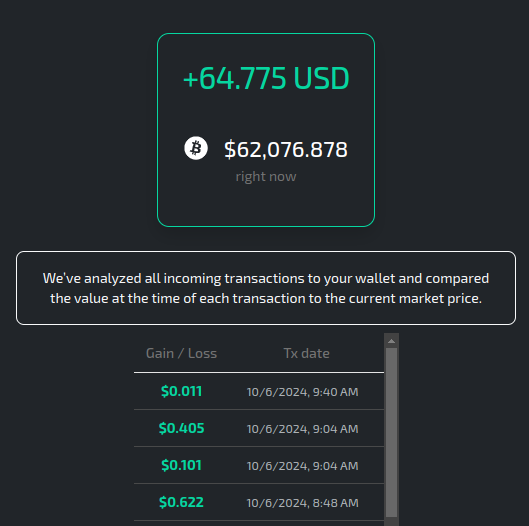 +64.775 USD
$62,076.878
right now
We've analyzed all incoming transactions to your wallet and compared
the value at the time of each transaction to the current market price.
Gain / Loss Tx date
$0.011 10/6/2024, 9:40 AM
$0.405 10/6/2024, 9:04 AM
$0.101 10/6/2024, 9:04 AM
$0.622 10/6/2024, 8:48 AM